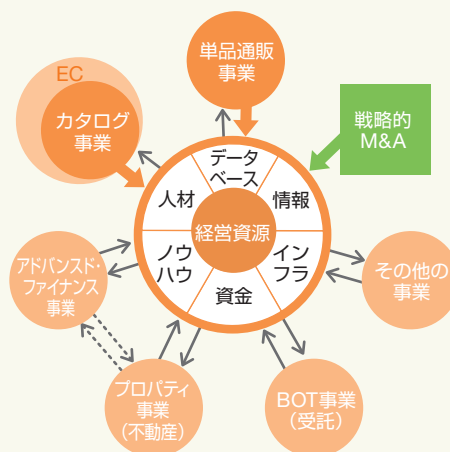 単品通販
事業
EC
カタログ
事業
戦略的
M&A
データ
ベース
人材
情報
経営資源
ノウ
ハウ
イン
フラ
資金
アドバンスド・
ファイナンス
事業
その他の
事業
プロパティ
事業
(不動産)
BOT事業
(受託)